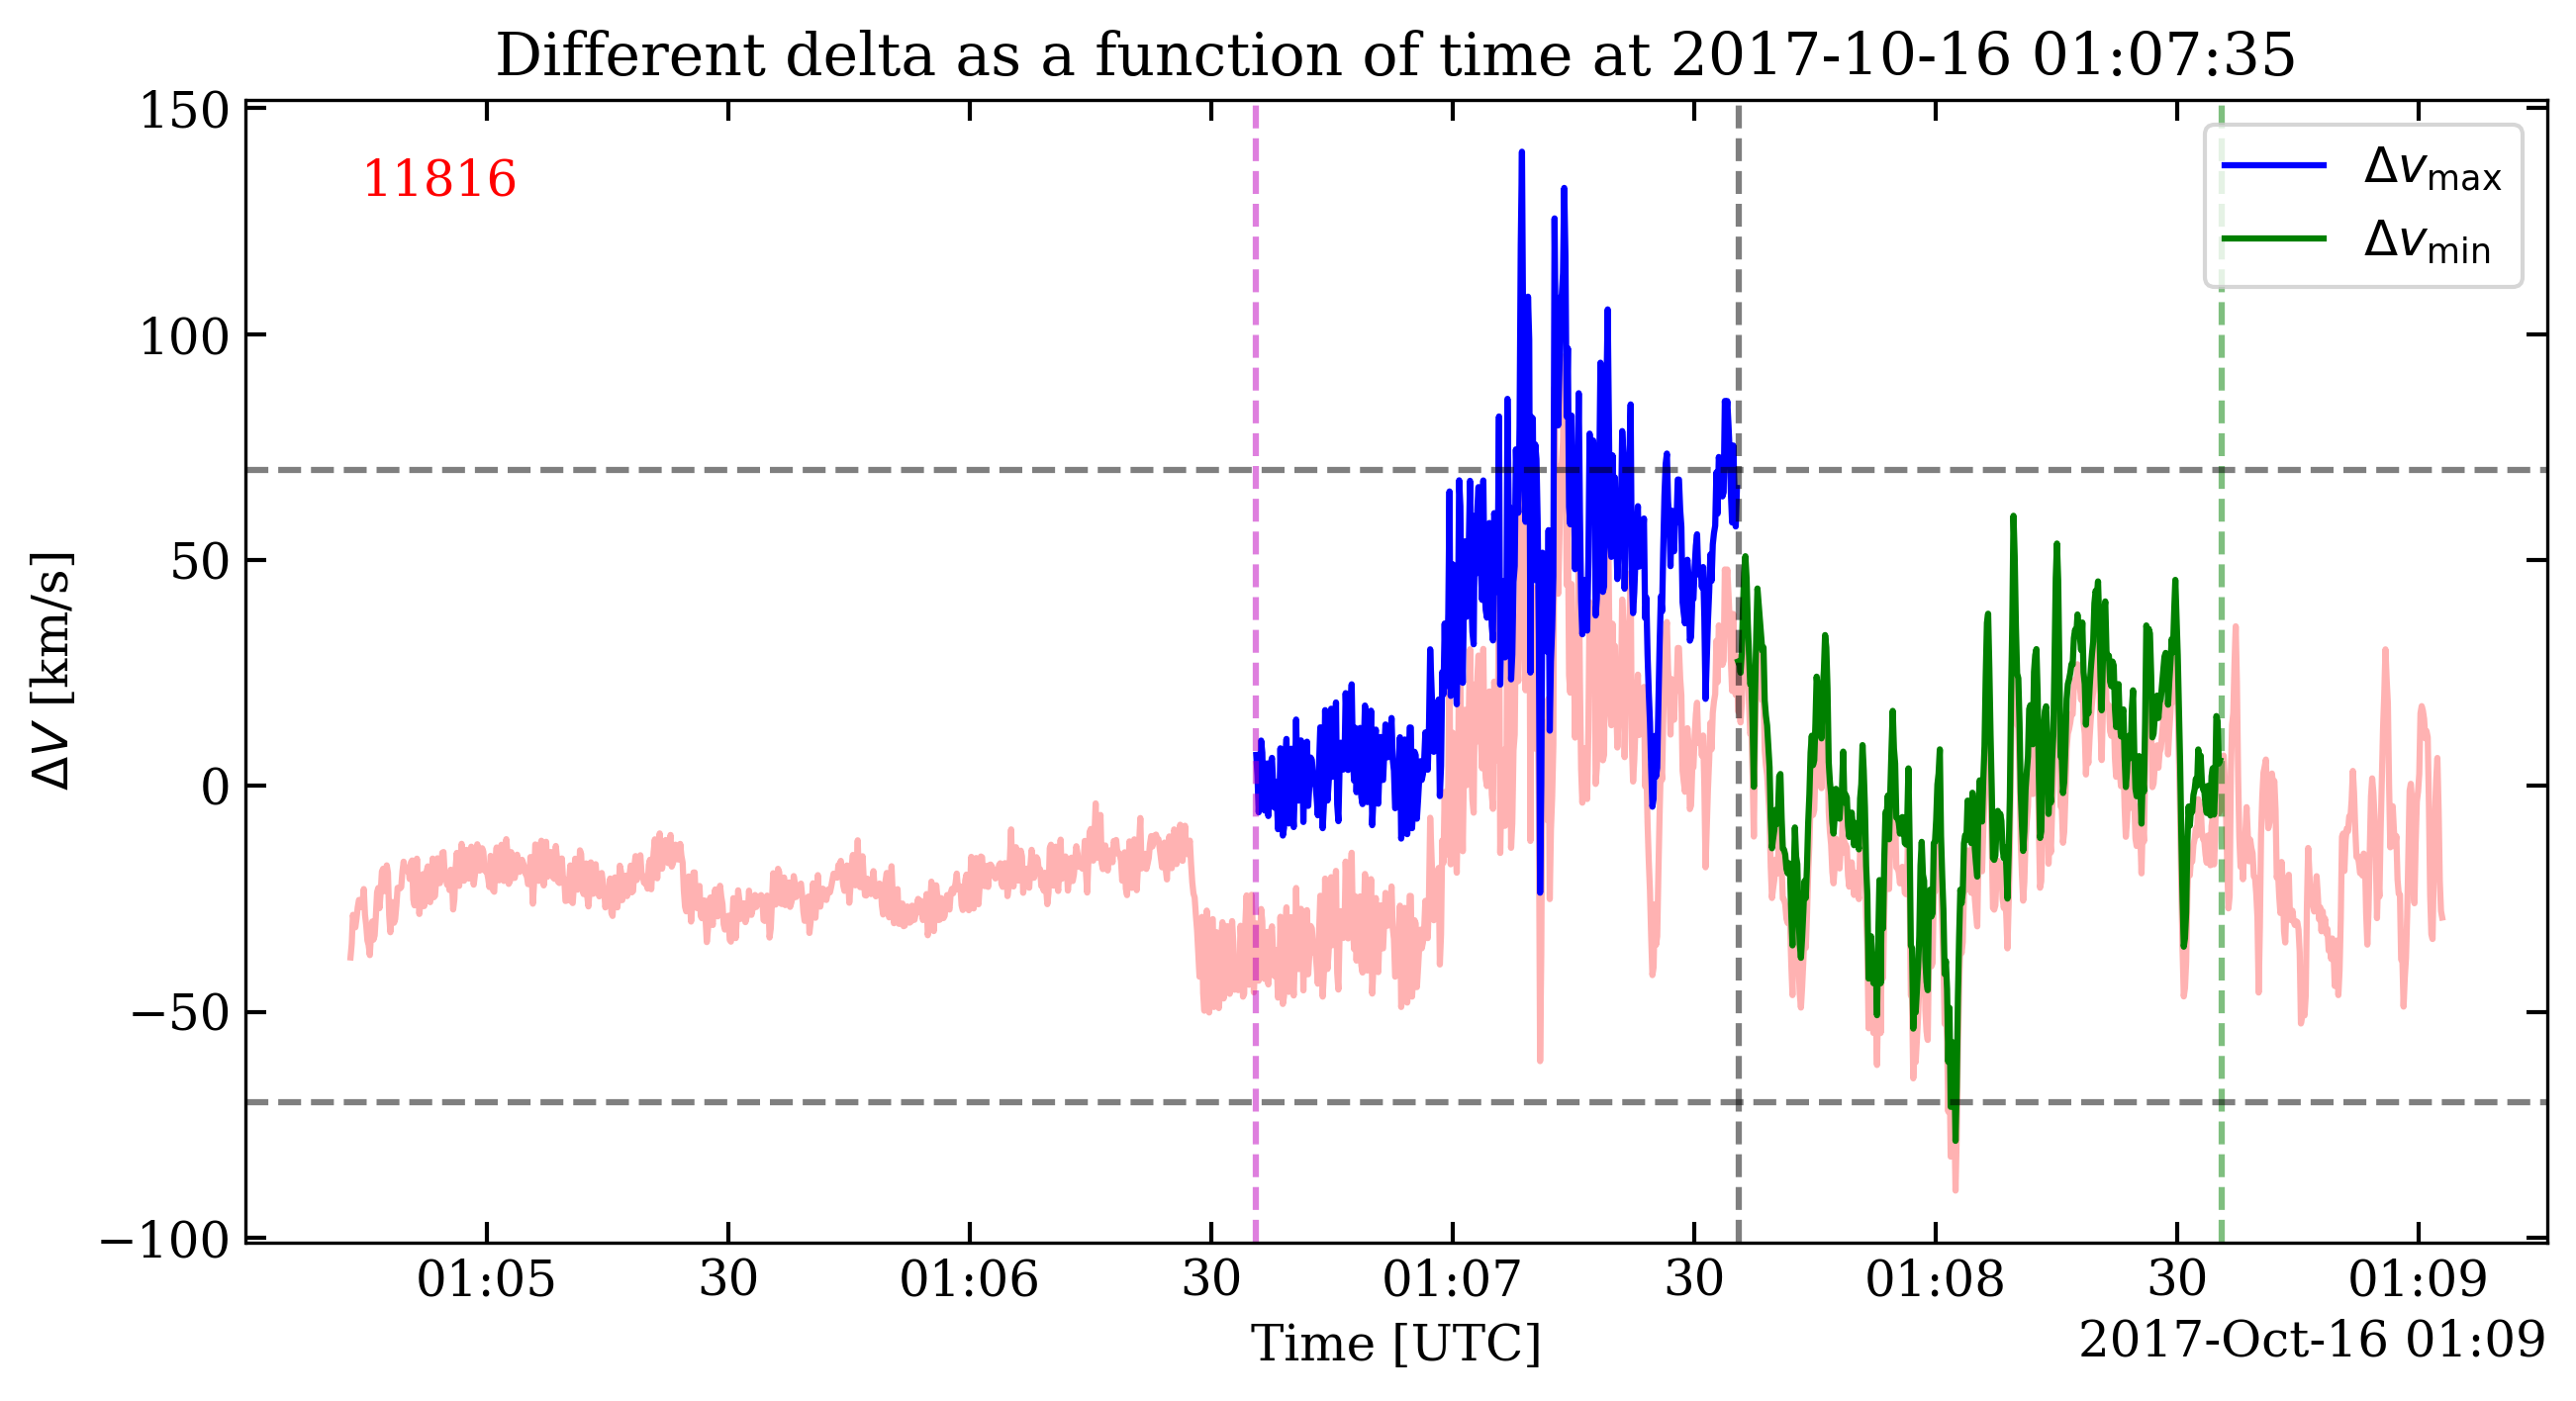 Different delta as a function of time at 2017-10-16 01:07:35
11816
Δv_max
Δv_min
150
100
50
0
−50
−100
ΔV [km/s]
01:05 30 01:06 30 01:07 30 01:08 30 01:09
Time [UTC]
2017-Oct-16 01:09